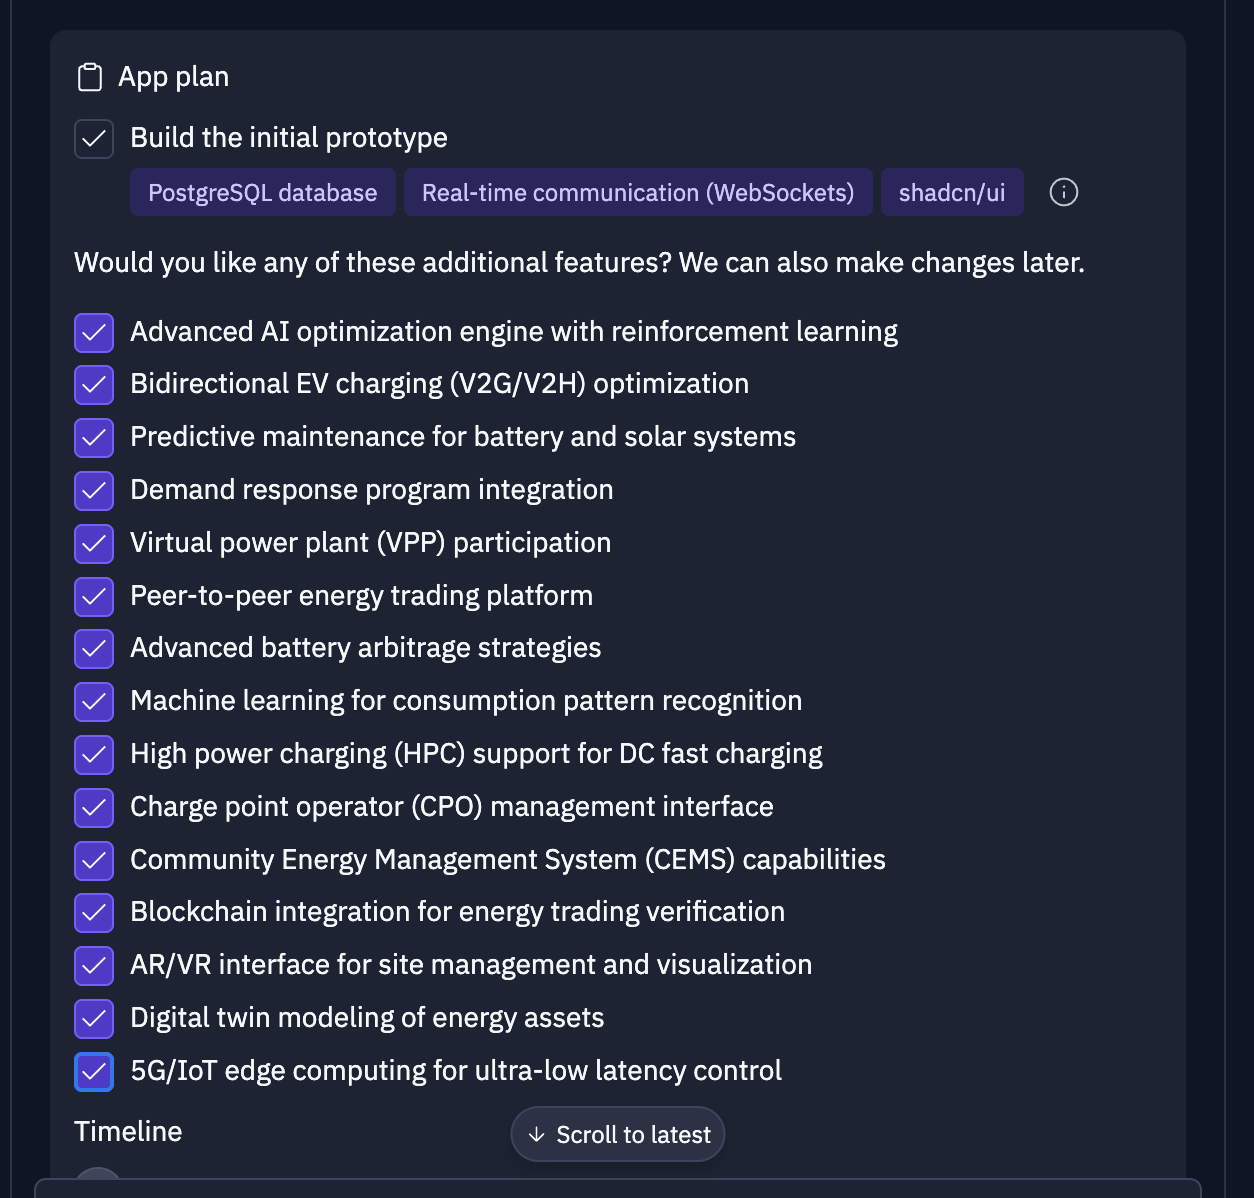 App plan
Build the initial prototype
PostgreSQL database Real-time communication (WebSockets) shadcn/ui
Would you like any of these additional features? We can also make changes later.
Advanced AI optimization engine with reinforcement learning
Bidirectional EV charging (V2G/V2H) optimization
Predictive maintenance for battery and solar systems
Demand response program integration
Virtual power plant (VPP) participation
Peer-to-peer energy trading platform
Advanced battery arbitrage strategies
Machine learning for consumption pattern recognition
High power charging (HPC) support for DC fast charging
Charge point operator (CPO) management interface
Community Energy Management System (CEMS) capabilities
Blockchain integration for energy trading verification
AR/VR interface for site management and visualization
Digital twin modeling of energy assets
5G/IoT edge computing for ultra-low latency control
Timeline
Scroll to latest